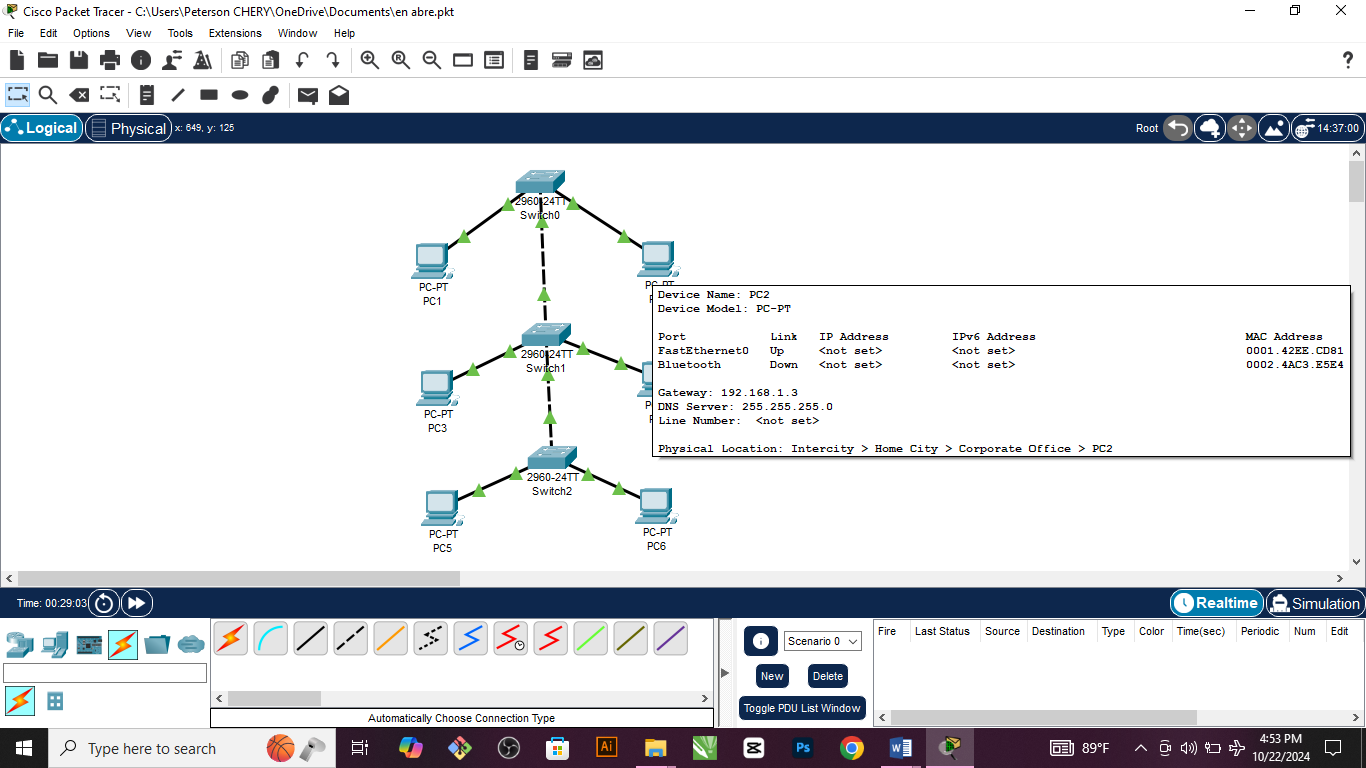 Cisco Packet Tracer - C:\Users\Peterson CHERY\OneDrive\Documents\en abre.pkt
File Edit Options View Tools Extensions Window Help
Logical Physical x: 649, y: 125 Root 14:37:00
2960-24TT
Switch0
PC-PT
PC1
PC-PT
2960-24TT
Switch1
PC-PT
PC3
2960-24TT
Switch2
PC-PT
PC5
PC-PT
PC6
Device Name: PC2
Device Model: PC-PT
Port Link IP Address IPv6 Address MAC Address
FastEthernet0 Up <not set> <not set> 0001.42EE.CD81
Bluetooth Down <not set> <not set> 0002.4AC3.E5E4
Gateway: 192.168.1.3
DNS Server: 255.255.255.0
Line Number: <not set>
Physical Location: Intercity > Home City > Corporate Office > PC2
Time: 00:29:03 Realtime Simulation
Scenario 0
New Delete
Toggle PDU List Window
Fire Last Status Source Destination Type Color Time(sec) Periodic Num Edit
Automatically Choose Connection Type
Type here to search
89°F
4:53 PM
10/22/2024